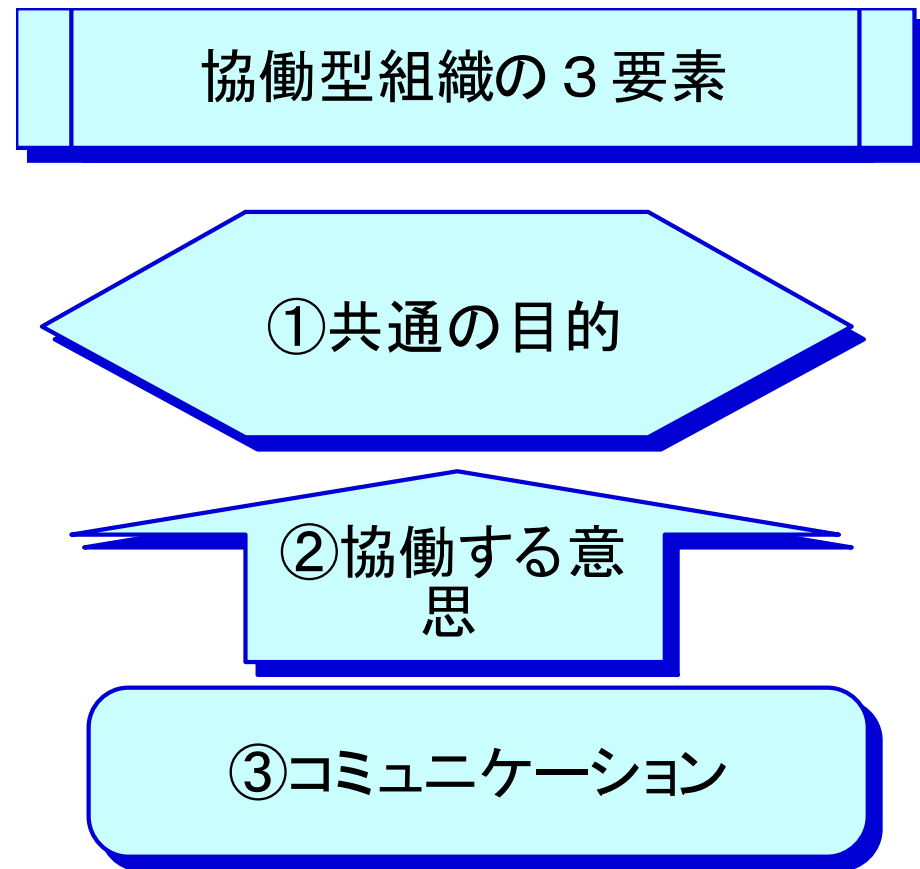 協働型組織の３要素
①共通の目的
②協働する意
思
③コミュニケーション